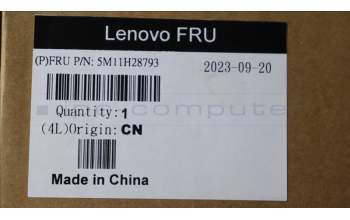 Lenovo FRU
(P)FRU P/N: 5M11H28793
2023-09-20
Quantity:1
(4L)Origin:CN
Made in China